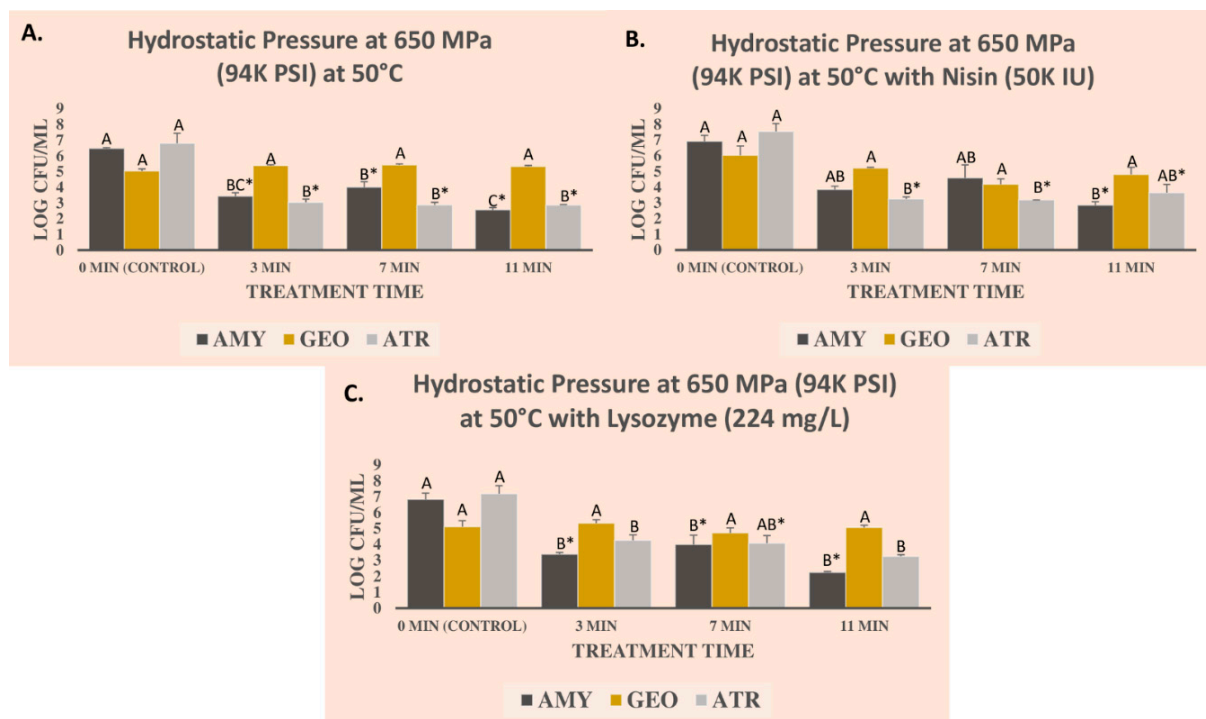 A.
Hydrostatic Pressure at 650 MPa
(94K PSI) at 50°C
LOG CFU/ML
9
8
7
6
5
4
3
2
1
0
A A A
BC* A B*
B* A B*
C* A B*
0 MIN (CONTROL) 3 MIN 7 MIN 11 MIN
TREATMENT TIME
AMY GEO ATR
B.
Hydrostatic Pressure at 650 MPa
(94K PSI) at 50°C with Nisin (50K IU)
LOG CFU/ML
9
8
7
6
5
4
3
2
1
0
A A A
AB A B*
AB A B*
B* A AB*
0 MIN (CONTROL) 3 MIN 7 MIN 11 MIN
TREATMENT TIME
AMY GEO ATR
C.
Hydrostatic Pressure at 650 MPa (94K PSI)
at 50°C with Lysozyme (224 mg/L)
LOG CFU/ML
9
8
7
6
5
4
3
2
1
0
A A A
B* A B
B* A AB*
B* A B
0 MIN (CONTROL) 3 MIN 7 MIN 11 MIN
TREATMENT TIME
AMY GEO ATR